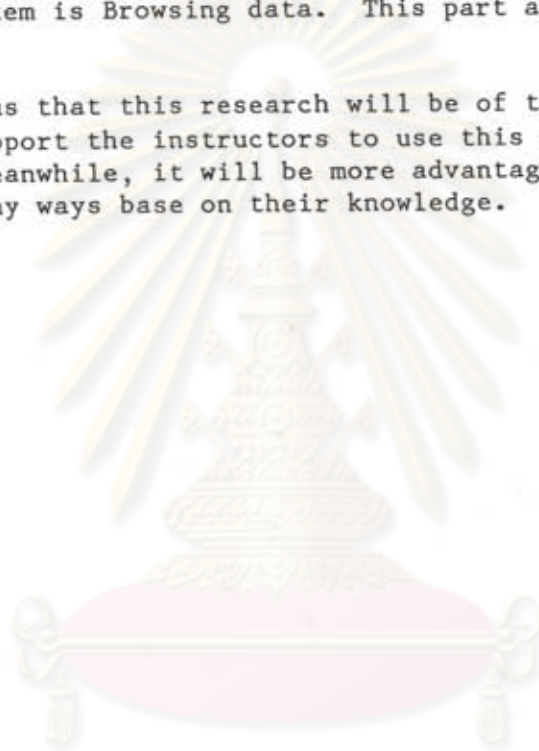 tem is Browsing data. This part a
ns that this research will be of t
pport the instructors to use this
eanwhile, it will be more advantag
ny ways base on their knowledge.